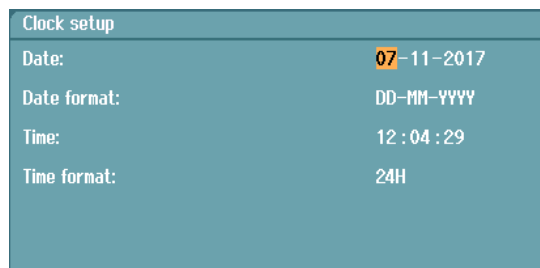 Clock setup
Date: 07-11-2017
Date format: DD-MM-YYYY
Time: 12:04:29
Time format: 24H